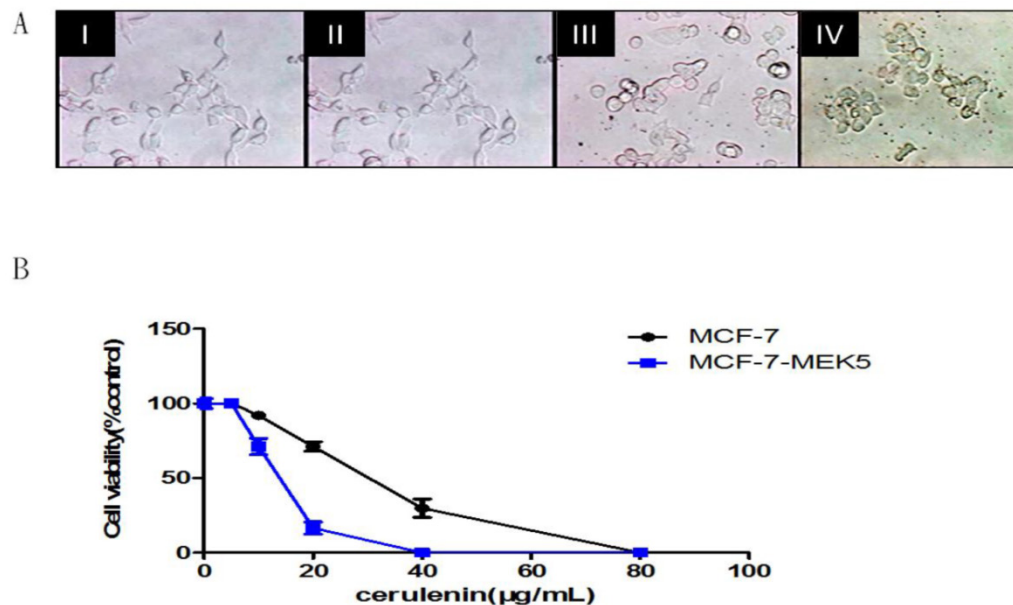 A
I
II
III
IV
B
150
100
50
0
0
20
40
60
80
100
Cell viability(%control)
cerulenin(µg/mL)
MCF-7
MCF-7-MEK5